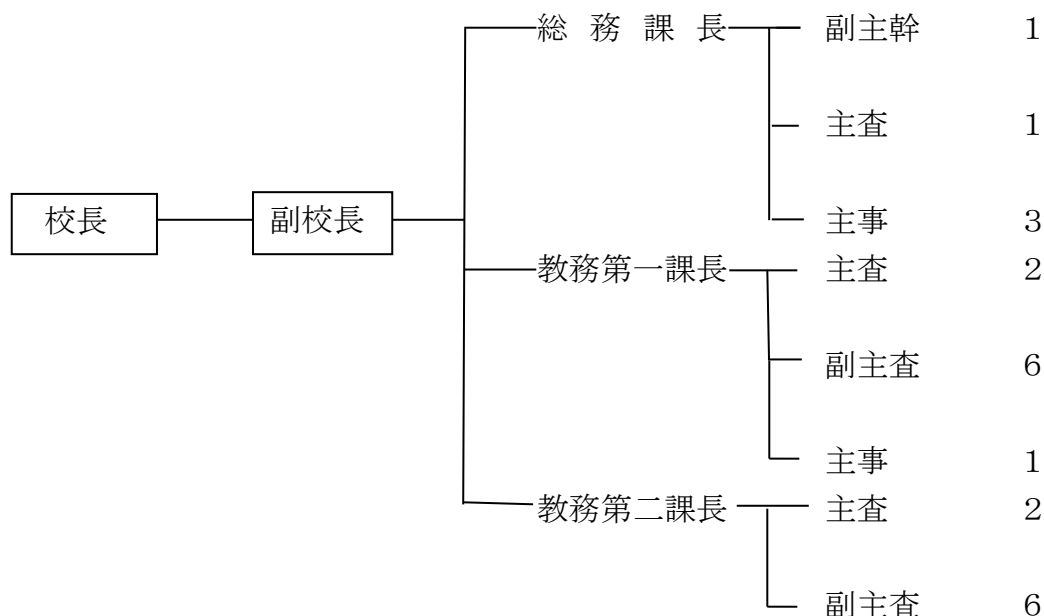 総務課長 副主幹 1
主査 1
校長 副校長 主事 3
教務第一課長 主査 2
副主査 6
主事 1
教務第二課長 主査 2
副主査 6